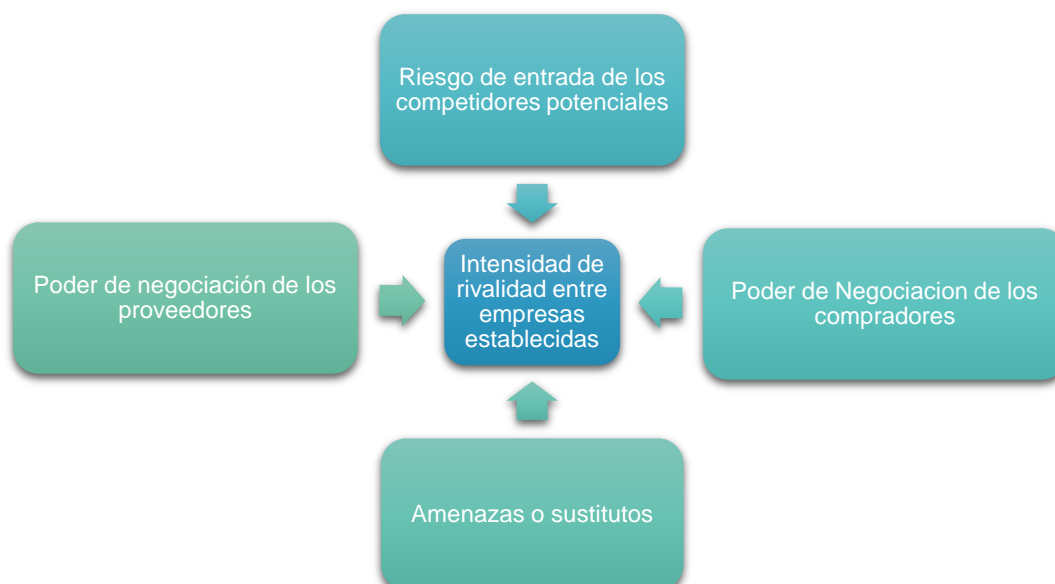 Riesgo de entrada de los
competidores potenciales
Poder de negociación de los
proveedores
Intensidad de
rivalidad entre
empresas
establecidas
Poder de Negociacion de los
compradores
Amenazas o sustitutos